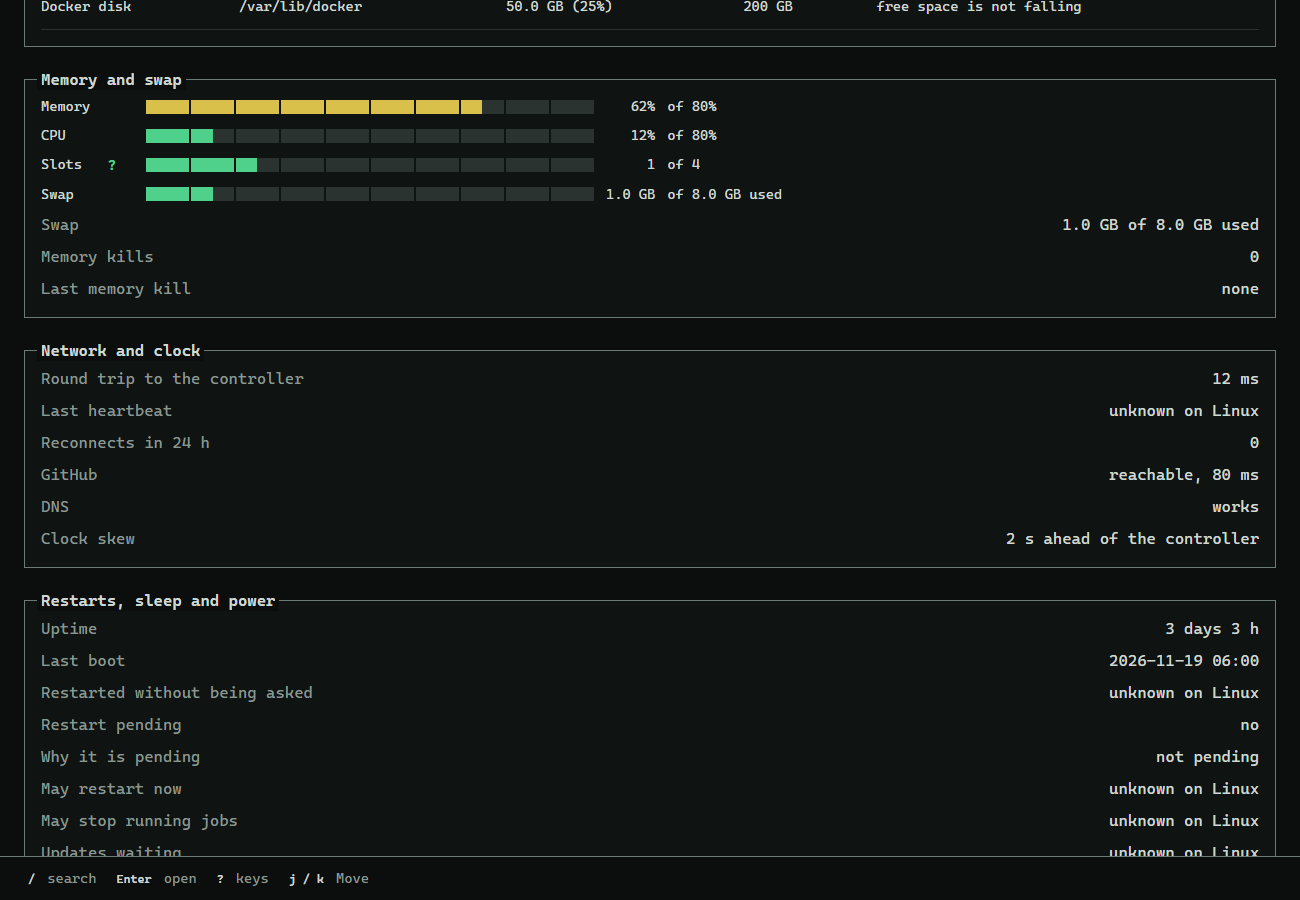 Docker disk /var/lib/docker 50.0 GB (25%) 200 GB free space is not falling
Memory and swap
Memory 62% of 80%
CPU 12% of 80%
Slots ? 1 of 4
Swap 1.0 GB of 8.0 GB used
Swap 1.0 GB of 8.0 GB used
Memory kills 0
Last memory kill none
Network and clock
Round trip to the controller 12 ms
Last heartbeat unknown on Linux
Reconnects in 24 h 0
GitHub reachable, 80 ms
DNS works
Clock skew 2 s ahead of the controller
Restarts, sleep and power
Uptime 3 days 3 h
Last boot 2026-11-19 06:00
Restarted without being asked unknown on Linux
Restart pending no
Why it is pending not pending
May restart now unknown on Linux
May stop running jobs unknown on Linux
Updates waiting unknown on Linux
/ search Enter open ? keys j / k Move